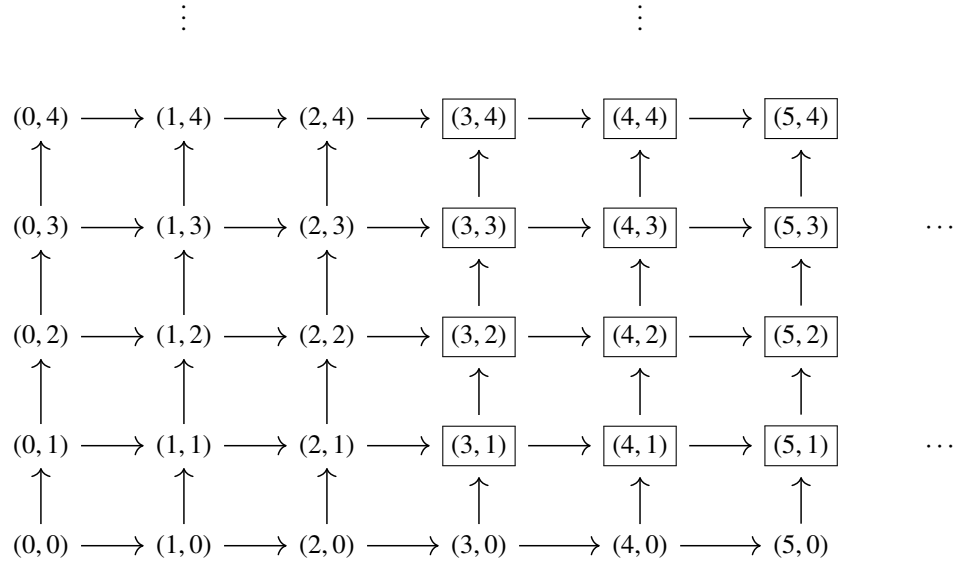 ⋮ ⋮
(0, 4) (1, 4) (2, 4) (3, 4) (4, 4) (5, 4)
(0, 3) (1, 3) (2, 3) (3, 3) (4, 3) (5, 3) ⋯
(0, 2) (1, 2) (2, 2) (3, 2) (4, 2) (5, 2)
(0, 1) (1, 1) (2, 1) (3, 1) (4, 1) (5, 1) ⋯
(0, 0) (1, 0) (2, 0) (3, 0) (4, 0) (5, 0)